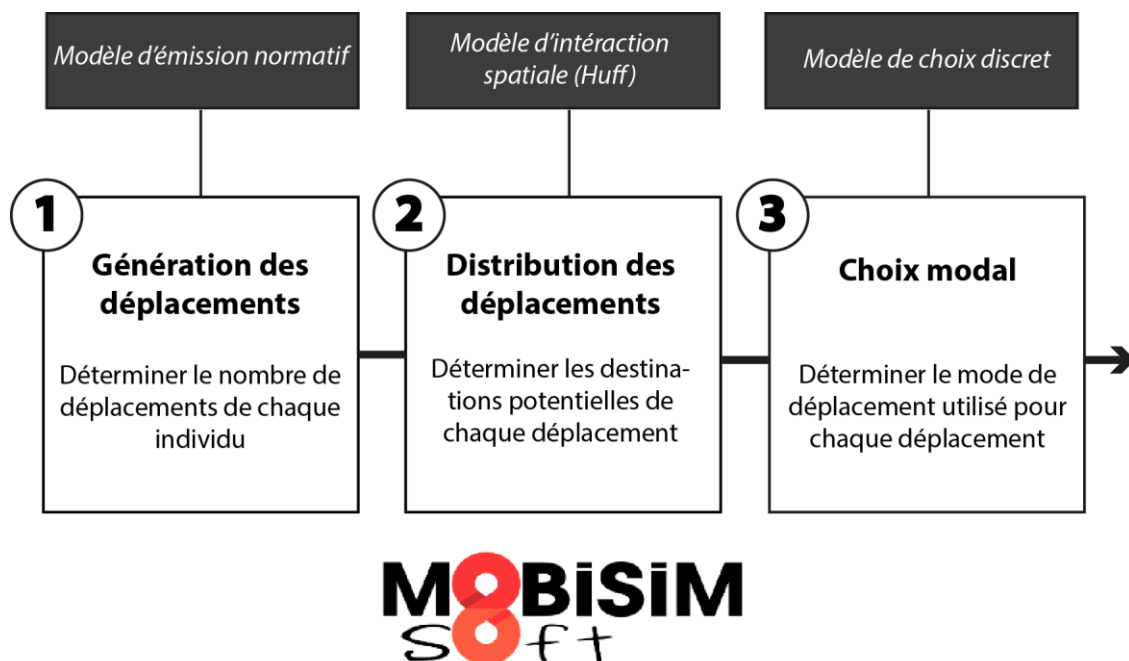 Modèle d'émission normatif
Modèle d'intéraction
spatiale (Huff)
Modèle de choix discret
1
Génération des
déplacements
Déterminer le nombre de
déplacements de chaque
individu
2
Distribution des
déplacements
Déterminer les destina-
tions potentielles de
chaque déplacement
3
Choix modal
Déterminer le mode de
déplacement utilisé pour
chaque déplacement
MOBiSiM
Soft